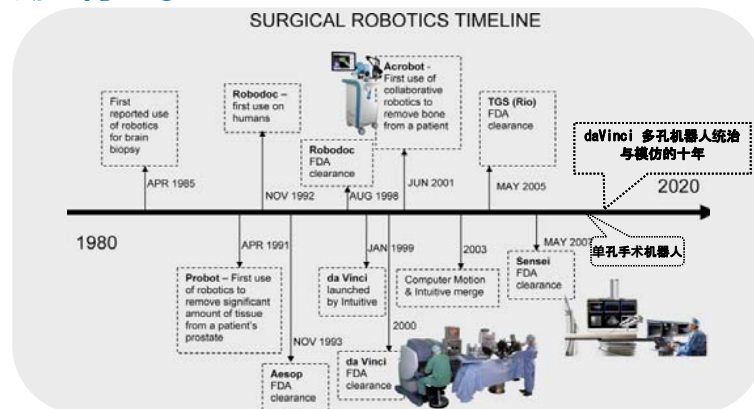 SURGICAL ROBOTICS TIMELINE
First
reported use
of robotics
for brain
biopsy
APR 1985
Robodoc –
first use on
humans
NOV 1992
Robodoc
FDA
clearance
AUG 1998
Acrobot -
First use of
collaborative
robotics to
remove bone
from a patient
JUN 2001
TGS (Rio)
FDA
clearance
MAY 2005
daVinci 多孔机器人统治
与模仿的十年
2020
1980
APR 1991
Probot – First use
of robotics to
remove significant
amount of tissue
from a patient's
prostate
NOV 1993
Aesop
FDA
clearance
JAN 1999
da Vinci
launched
by Intuitive
2000
da Vinci
FDA
clearance
2003
Computer Motion
& Intuitive merge
MAY 2007
Sensei
FDA
clearance
单孔手术机器人